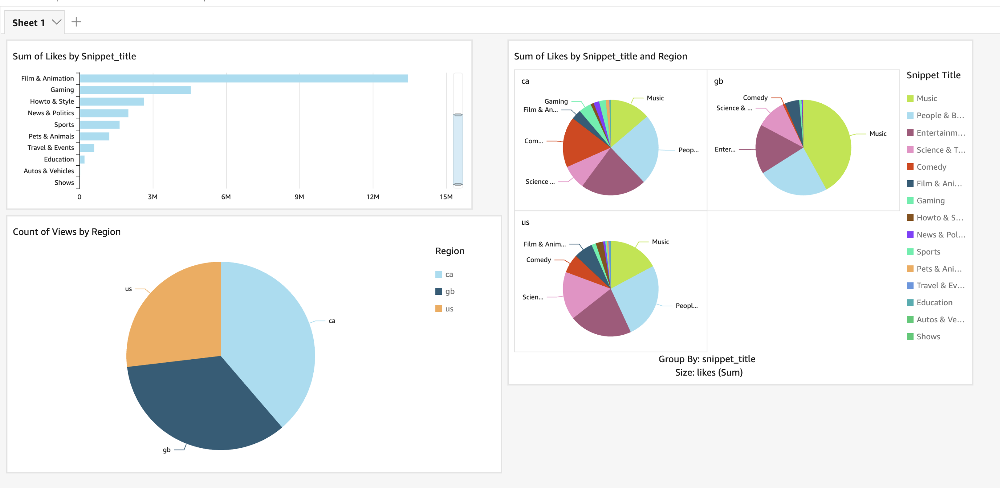 Sheet 1
Sum of Likes by Snippet_title
Film & Animation
Gaming
Howto & Style
News & Politics
Sports
Pets & Animals
Travel & Events
Education
Autos & Vehicles
Shows
0 3M 6M 9M 12M 15M
Count of Views by Region
us
ca
gb
Region
ca
gb
us
Sum of Likes by Snippet_title and Region
ca
Gaming
Music
Film & An...
Com...
Peop...
Science ...
gb
Comedy
Science & ...
Music
Enter...
us
Film & Anim...
Music
Comedy
Scien...
Peopl...
Group By: snippet_title
Size: likes (Sum)
Snippet Title
Music
People & B...
Entertainm...
Science & T...
Comedy
Film & Ani...
Gaming
Howto & S...
News & Pol...
Sports
Pets & Ani...
Travel & Ev...
Education
Autos & Ve...
Shows